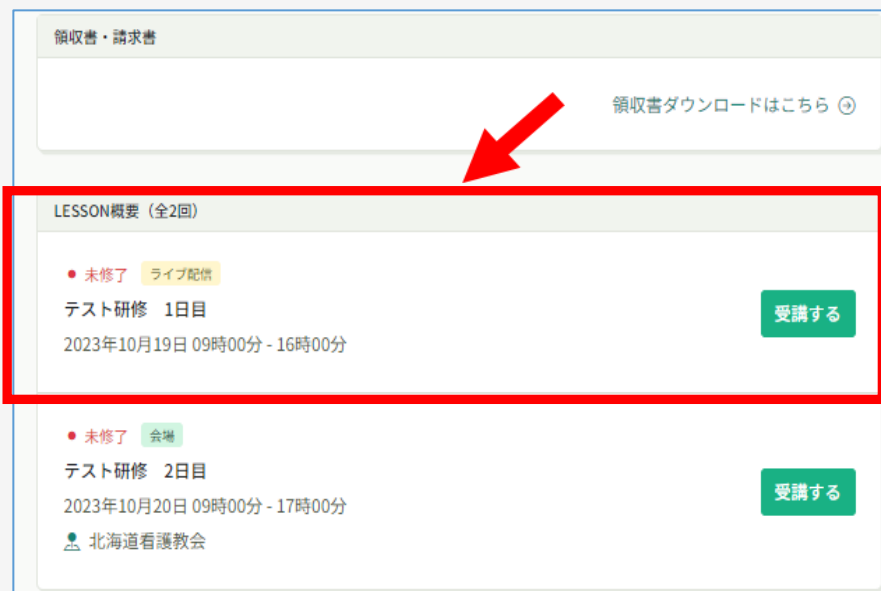 領収書・請求書
領収書ダウンロードはこちら
LESSON概要（全2回）
未修了 ライブ配信
テスト研修　1日目
受講する
2023年10月19日 09時00分 - 16時00分
未修了 会場
テスト研修　2日目
受講する
2023年10月20日 09時00分 - 17時00分
北海道看護教会